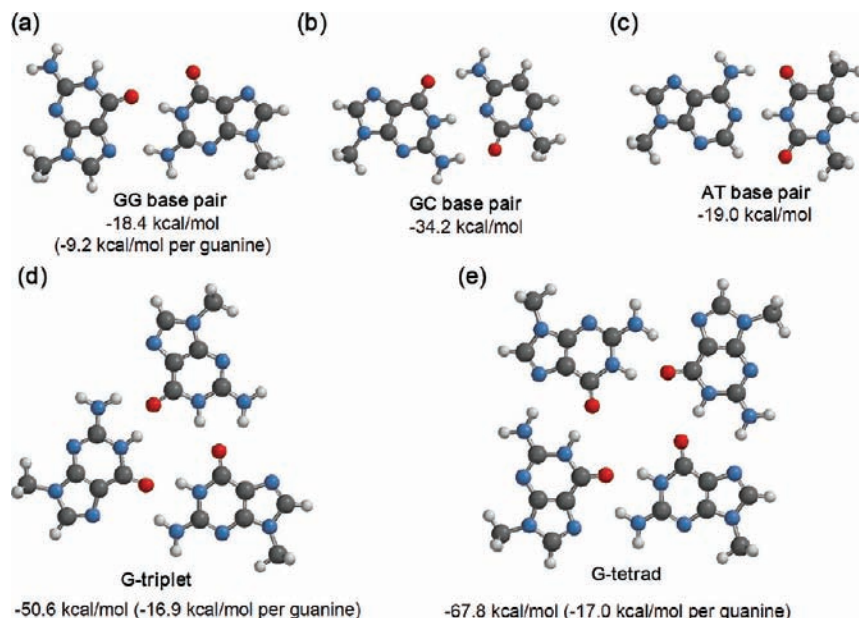 (a)
GG base pair
-18.4 kcal/mol
(-9.2 kcal/mol per guanine)
(b)
GC base pair
-34.2 kcal/mol
(c)
AT base pair
-19.0 kcal/mol
(d)
G-triplet
-50.6 kcal/mol (-16.9 kcal/mol per guanine)
(e)
G-tetrad
-67.8 kcal/mol (-17.0 kcal/mol per guanine)